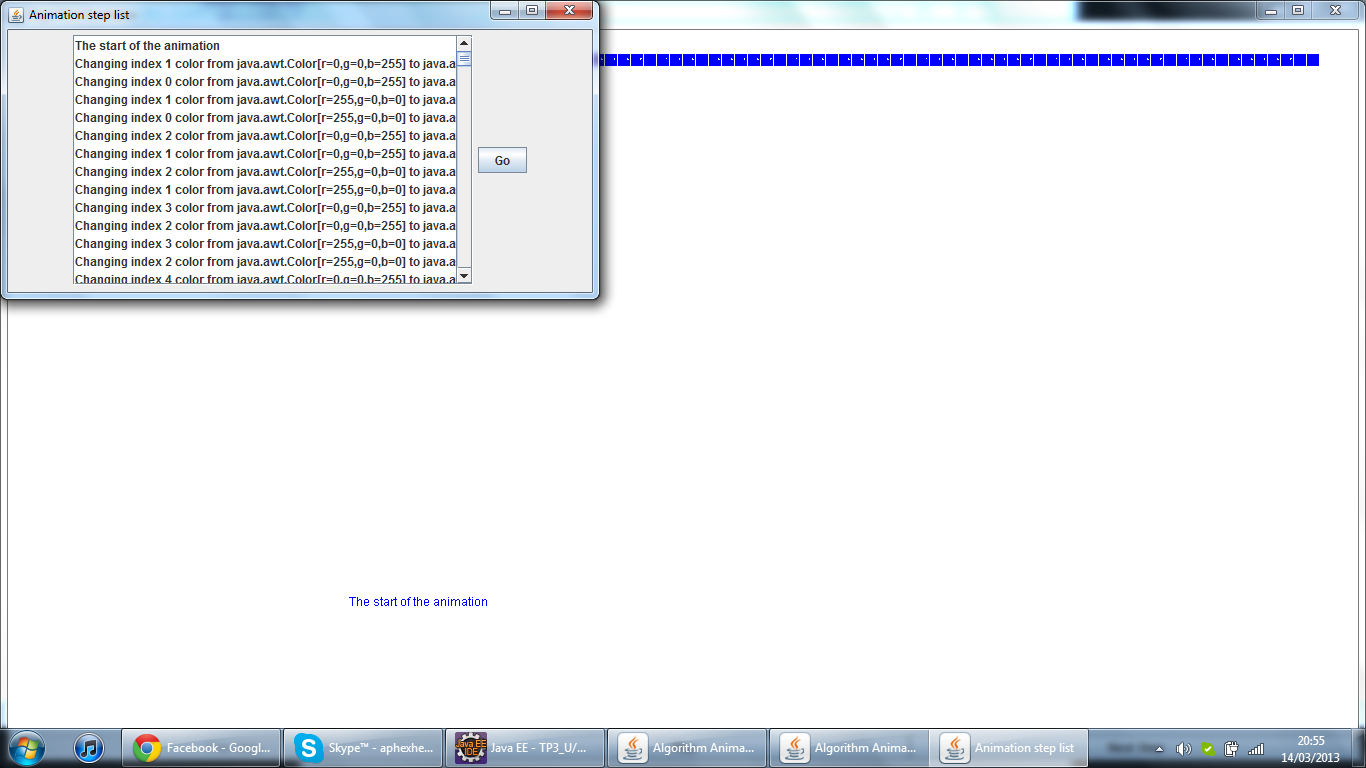 Animation step list
The start of the animation
Changing index 1 color from java.awt.Color[r=0,g=0,b=255] to java.a
Changing index 0 color from java.awt.Color[r=0,g=0,b=255] to java.a
Changing index 1 color from java.awt.Color[r=255,g=0,b=0] to java.a
Changing index 0 color from java.awt.Color[r=255,g=0,b=0] to java.a
Changing index 2 color from java.awt.Color[r=0,g=0,b=255] to java.a
Changing index 1 color from java.awt.Color[r=0,g=0,b=255] to java.a
Changing index 2 color from java.awt.Color[r=255,g=0,b=0] to java.a
Changing index 1 color from java.awt.Color[r=255,g=0,b=0] to java.a
Changing index 3 color from java.awt.Color[r=0,g=0,b=255] to java.a
Changing index 2 color from java.awt.Color[r=0,g=0,b=255] to java.a
Changing index 3 color from java.awt.Color[r=255,g=0,b=0] to java.a
Changing index 2 color from java.awt.Color[r=255,g=0,b=0] to java.a
Changing index 4 color from java.awt.Color[r=0,g=0,b=255] to java.a
Go
The start of the animation
Facebook - Googl...
Skype™ - aphexhe...
Java EE IDE
Java EE - TP3_U/...
Algorithm Anima...
Algorithm Anima...
Animation step list
20:55
14/03/2013